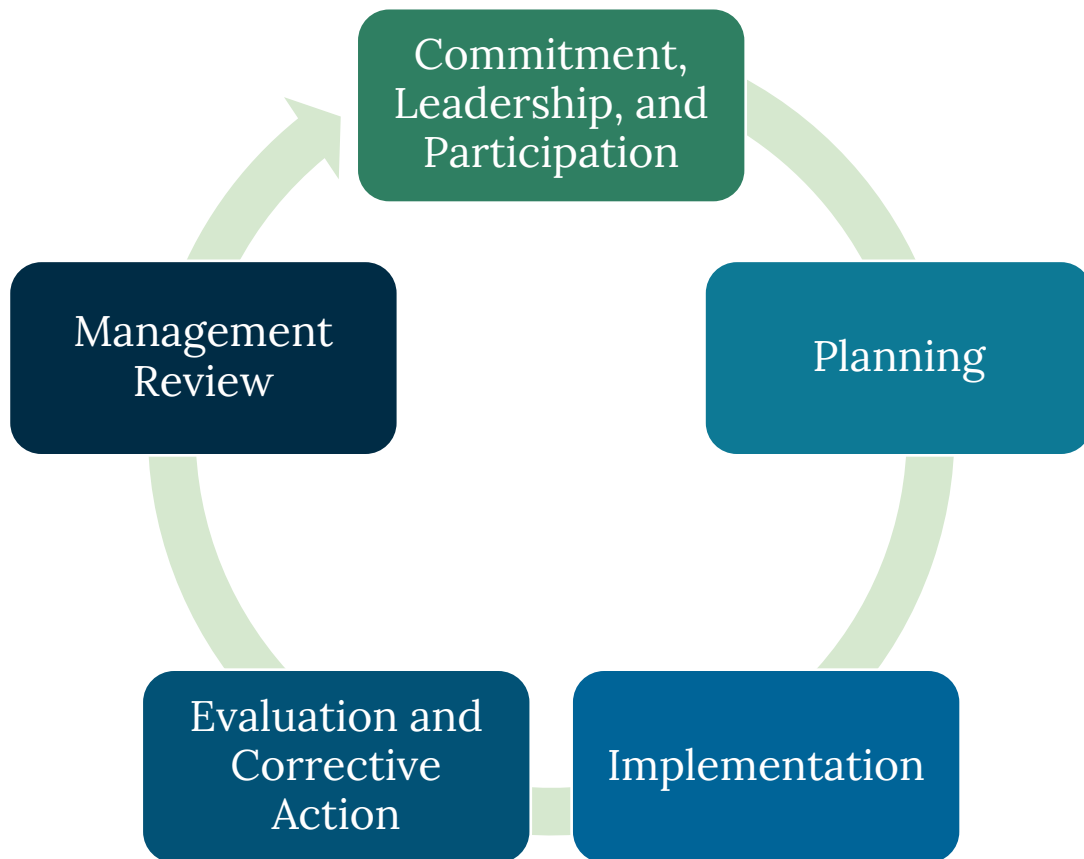 Commitment,
Leadership, and
Participation
Planning
Implementation
Evaluation and
Corrective
Action
Management
Review